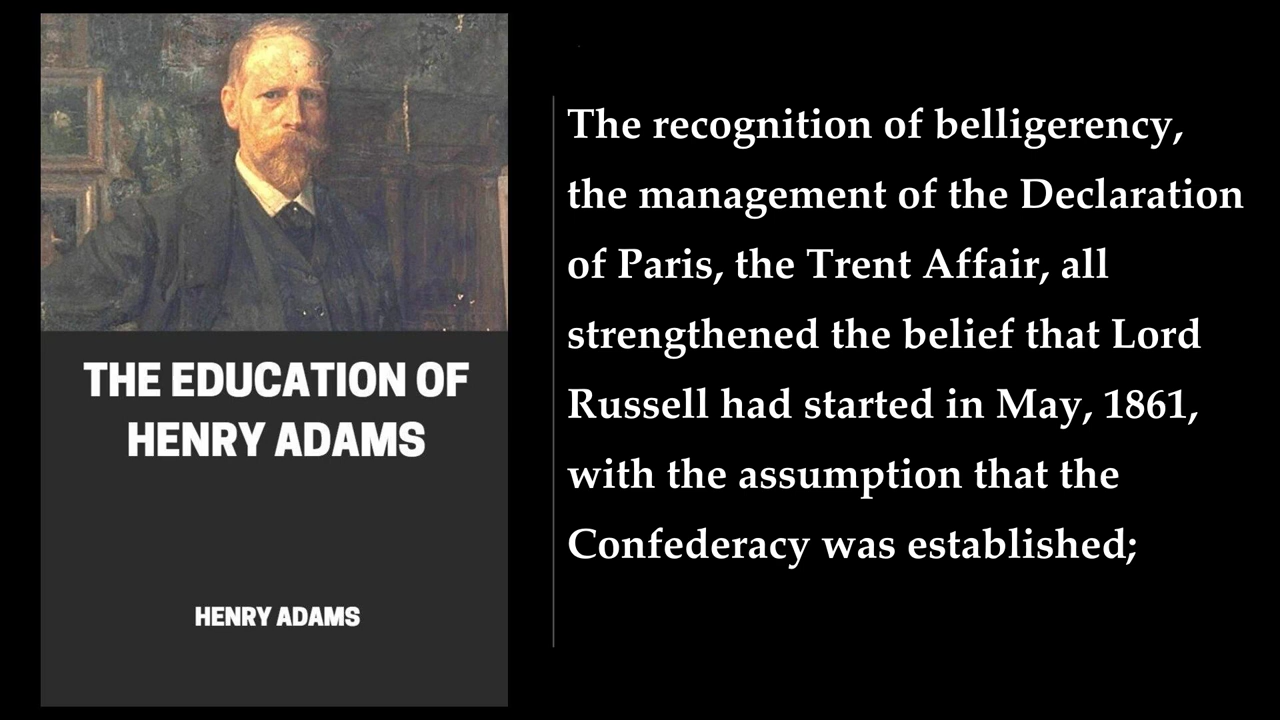 THE EDUCATION OF
HENRY ADAMS
HENRY ADAMS
The recognition of belligerency,
the management of the Declaration
of Paris, the Trent Affair, all
strengthened the belief that Lord
Russell had started in May, 1861,
with the assumption that the
Confederacy was established;